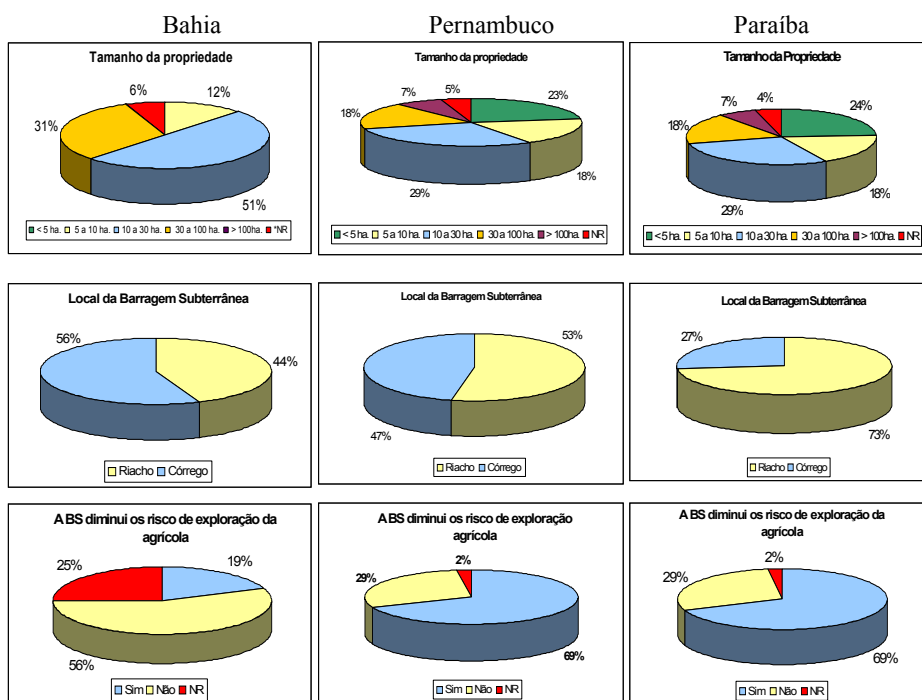 Bahia Pernambuco Paraíba
Tamanho da propriedade
6% 12%
31%
51%
< 5 ha. 5 a 10 ha. 10 a 30 ha. 30 a 100 ha. > 100ha. *NR
Tamanho da propriedade
7% 5% 23%
18%
29% 18%
< 5 ha. 5 a 10 ha. 10 a 30 ha. 30 a 100 ha. > 100ha. NR
Tamanho da Propriedade
7% 4% 24%
18%
29% 18%
< 5 ha. 5 a 10 ha. 10 a 30 ha. 30 a 100 ha. > 100ha. NR
Local da Barragem Subterrânea
56%
44%
Riacho Córrego
Local da Barragem Subterrânea
53%
47%
Riacho Córrego
Local da Barragem Subterrânea
27%
73%
Riacho Córrego
A BS diminui os risco de exploração da
agrícola
25% 19%
56%
Sim Não NR
A BS diminui os risco de exploração
agrícola
2%
29%
69%
Sim Não NR
A BS diminui os risco de exploração da
agrícola
2%
29%
69%
Sim Não NR